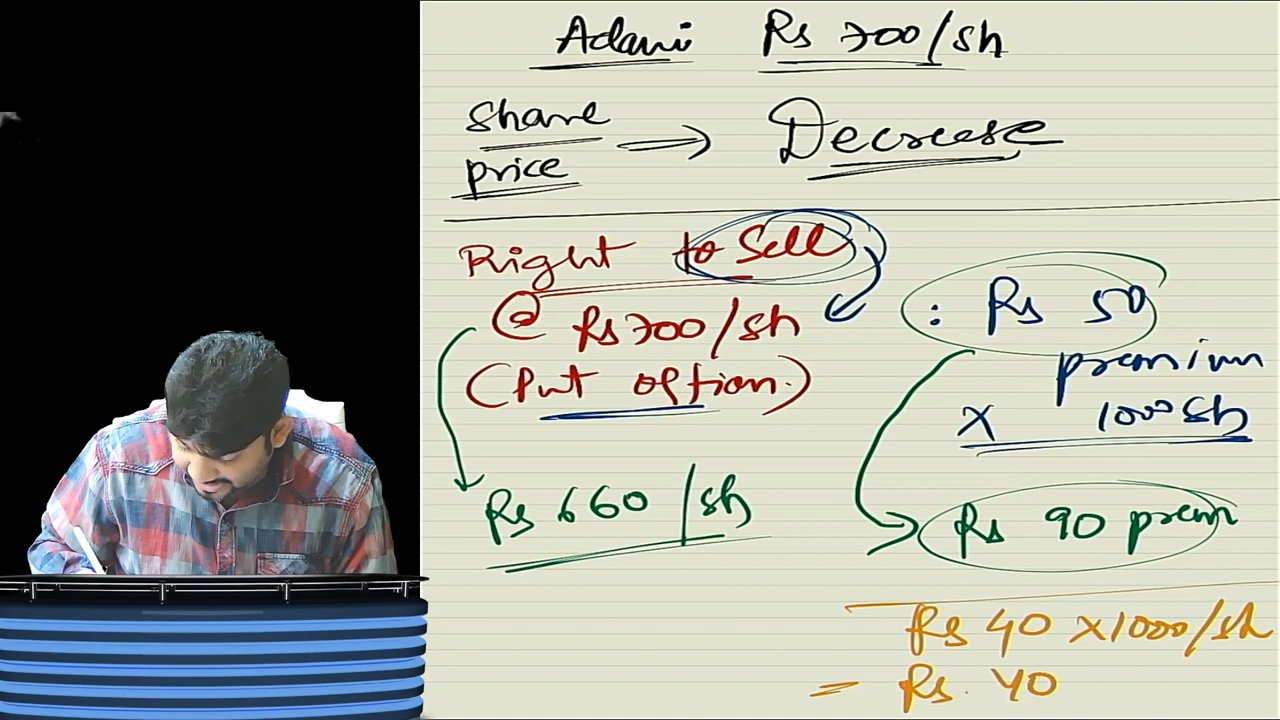 Adani Rs 700/sh
Share price => Decrease
Right to Sell
@ Rs 700/sh
(Put option.)
: Rs 50
premium
x 1000 sh
Rs 660/sh
Rs 90 prem
Rs 40 x 1000/sh
= Rs. 40